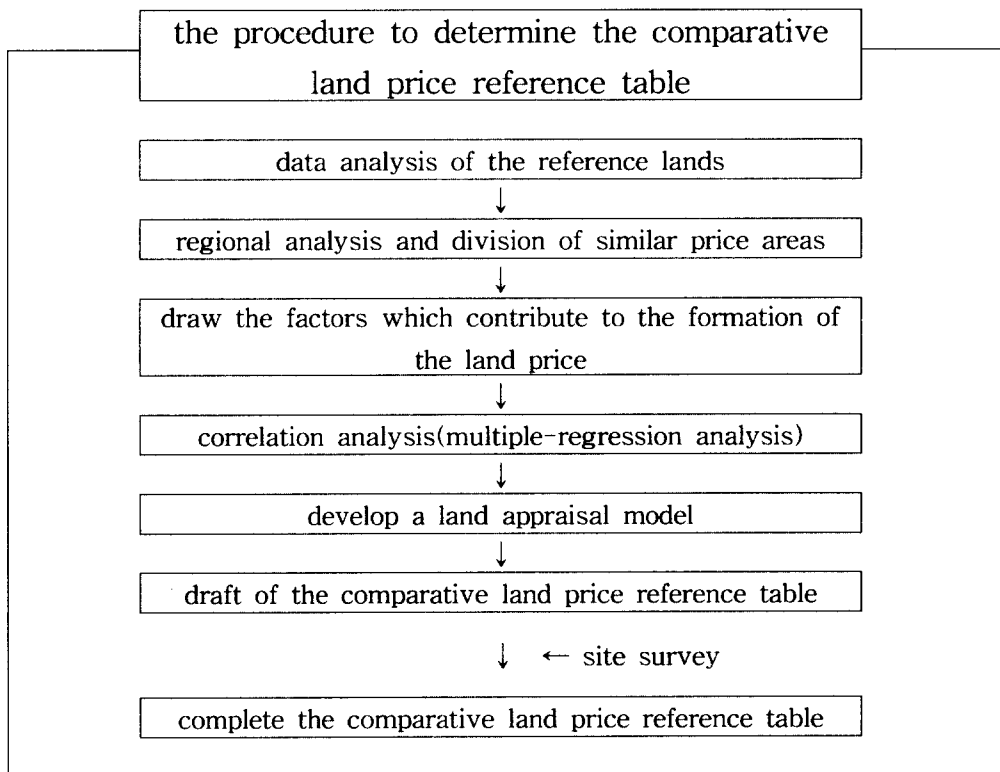 the procedure to determine the comparative
land price reference table
data analysis of the reference lands
↓
regional analysis and division of similar price areas
↓
draw the factors which contribute to the formation of
the land price
↓
correlation analysis(multiple-regression analysis)
↓
develop a land appraisal model
↓
draft of the comparative land price reference table
↓ ← site survey
complete the comparative land price reference table